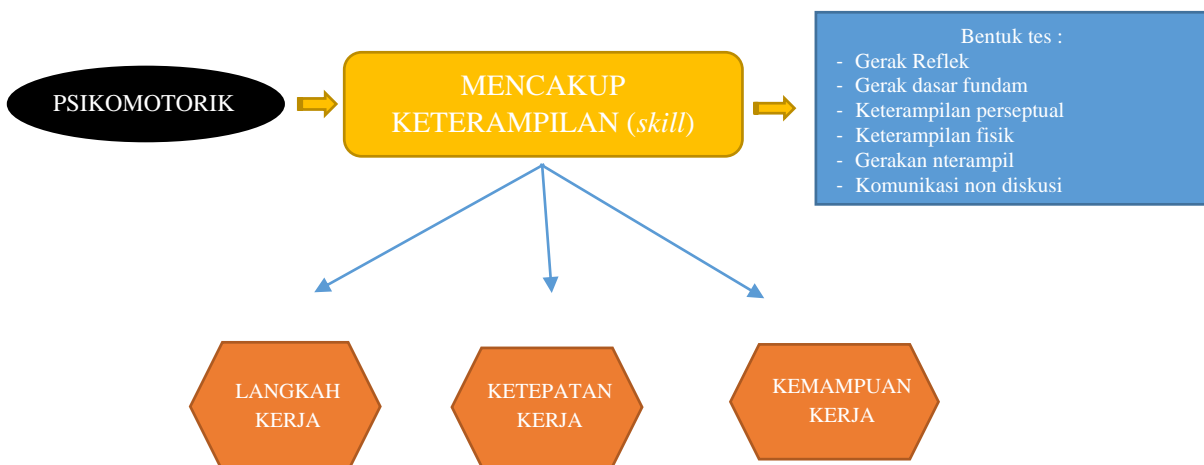 PSIKOMOTORIK
MENCAKUP
KETERAMPILAN (skill)
Bentuk tes :
- Gerak Reflek
- Gerak dasar fundam
- Keterampilan perseptual
- Keterampilan fisik
- Gerakan nterampil
- Komunikasi non diskusi
LANGKAH
KERJA
KETEPATAN
KERJA
KEMAMPUAN
KERJA